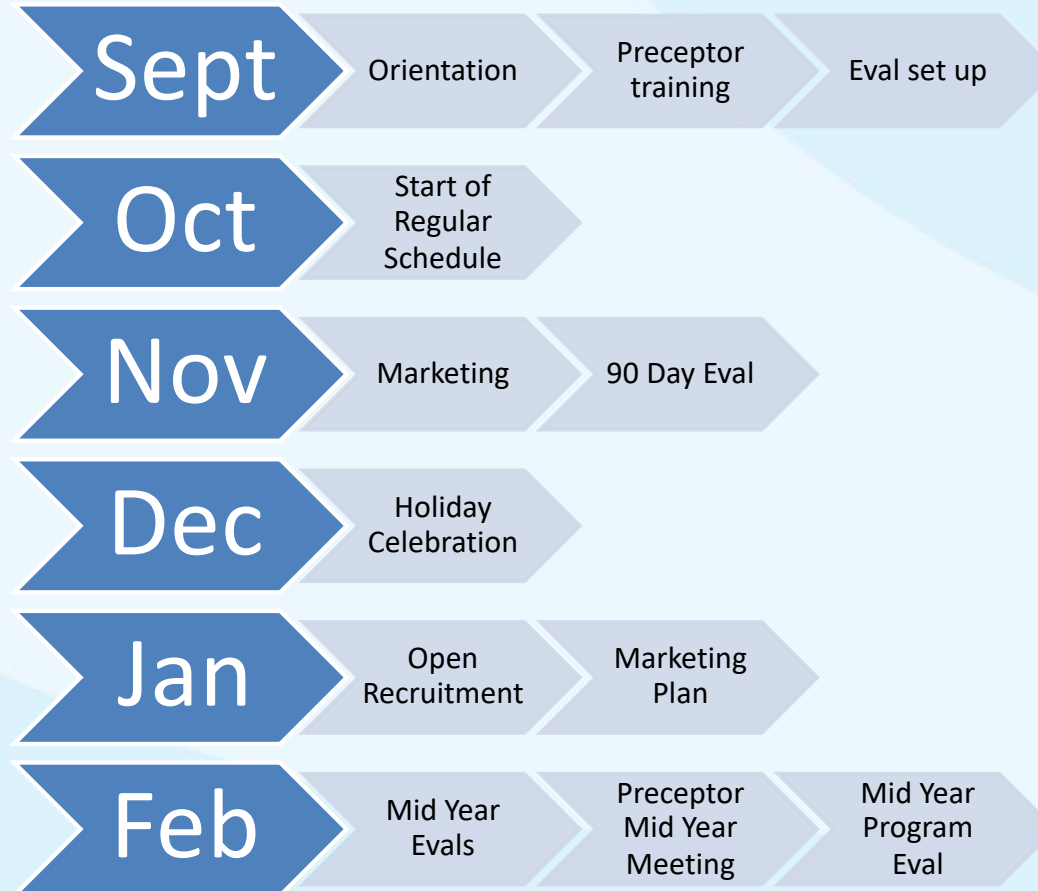 Sept
Orientation
Preceptor
training
Eval set up
Oct
Start of
Regular
Schedule
Nov
Marketing
90 Day Eval
Dec
Holiday
Celebration
Jan
Open
Recruitment
Marketing
Plan
Feb
Mid Year
Evals
Preceptor
Mid Year
Meeting
Mid Year
Program
Eval